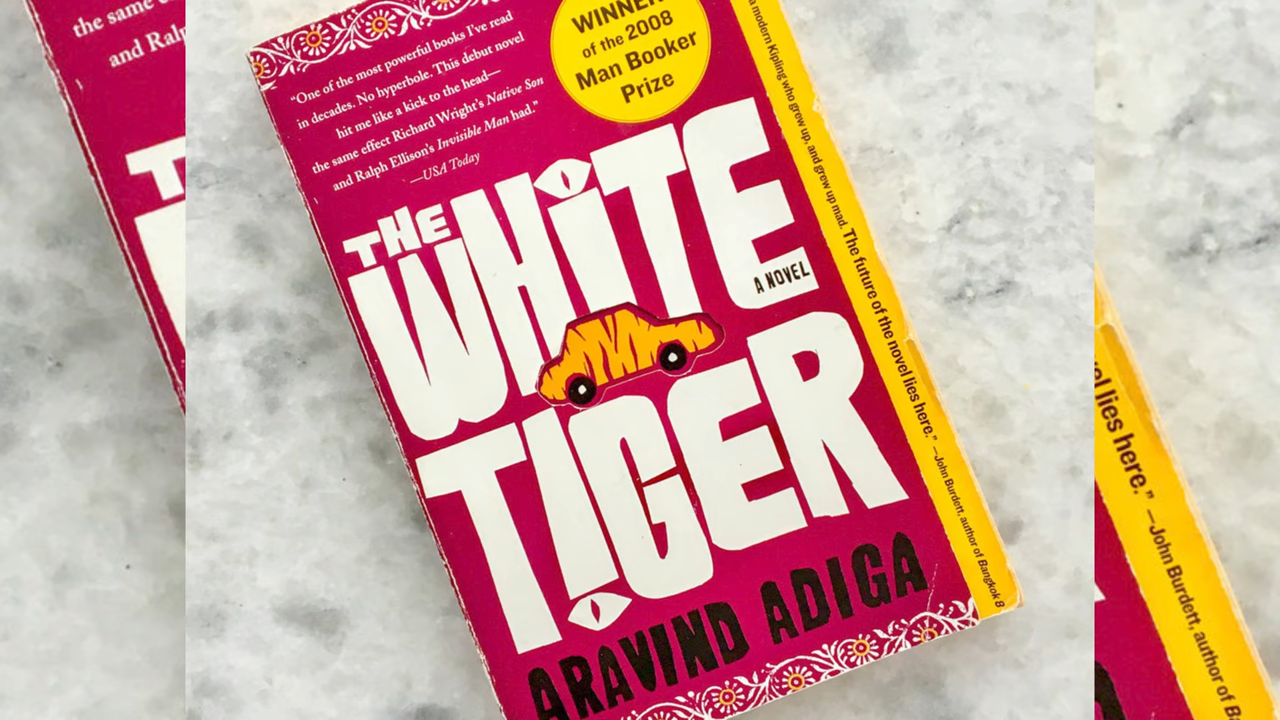 the same e
and Ralp
T
"One of the most powerful books I've read
in decades. No hyperbole. This debut novel
hit me like a kick to the head—
the same effect Richard Wright's Native Son
and Ralph Ellison's Invisible Man had."
—USA Today
WINNER
of the 2008
Man Booker
Prize
THE
WHiTE
A NOVEL
TIGER
ARAVIND ADIGA
a modern Kipling who grew up, and grew up mad. The future of the novel lies here." —John Burdett, author of Bangkok 8
vel lies here." —John Burdett, author of B